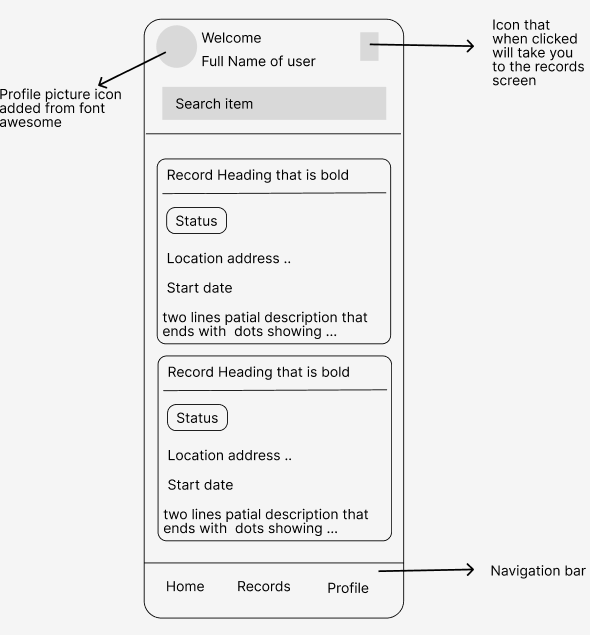 Welcome
Full Name of user
Icon that
when clicked
will take you
to the records
screen
Profile picture icon
added from font
awesome
Search item
Record Heading that is bold
Status
Location address ..
Start date
two lines patial description that
ends with  dots showing ...
Record Heading that is bold
Status
Location address ..
Start date
two lines patial description that
ends with  dots showing ...
Home
Records
Profile
Navigation bar